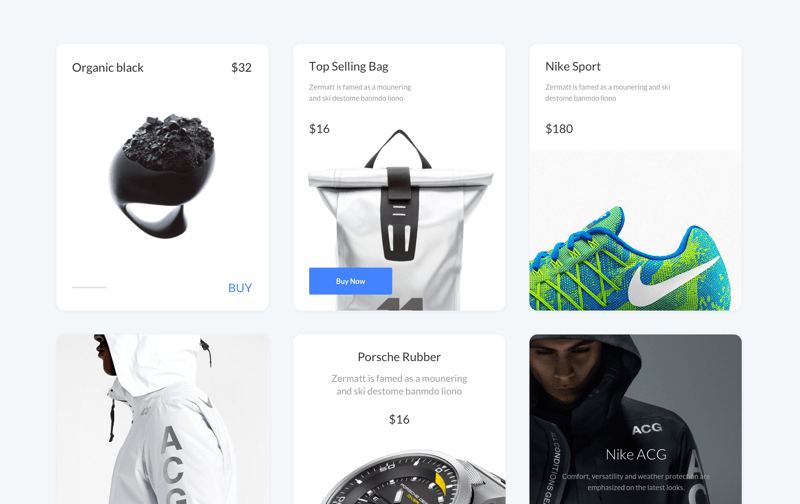 Organic black
$32
BUY
Top Selling Bag
Zermatt is famed as a mounering
and ski destome banmdo liono
$16
Buy Now
Nike Sport
Zermatt is famed as a mounering and ski
destome banmdo liono
$180
ACG
Porsche Rubber
Zermatt is famed as a mounering
and ski destome banmdo liono
$16
ACG
ALL CONDITIONS GE
Nike ACG
Comfort, versatility and weather protection are
emphasized on the latest looks.